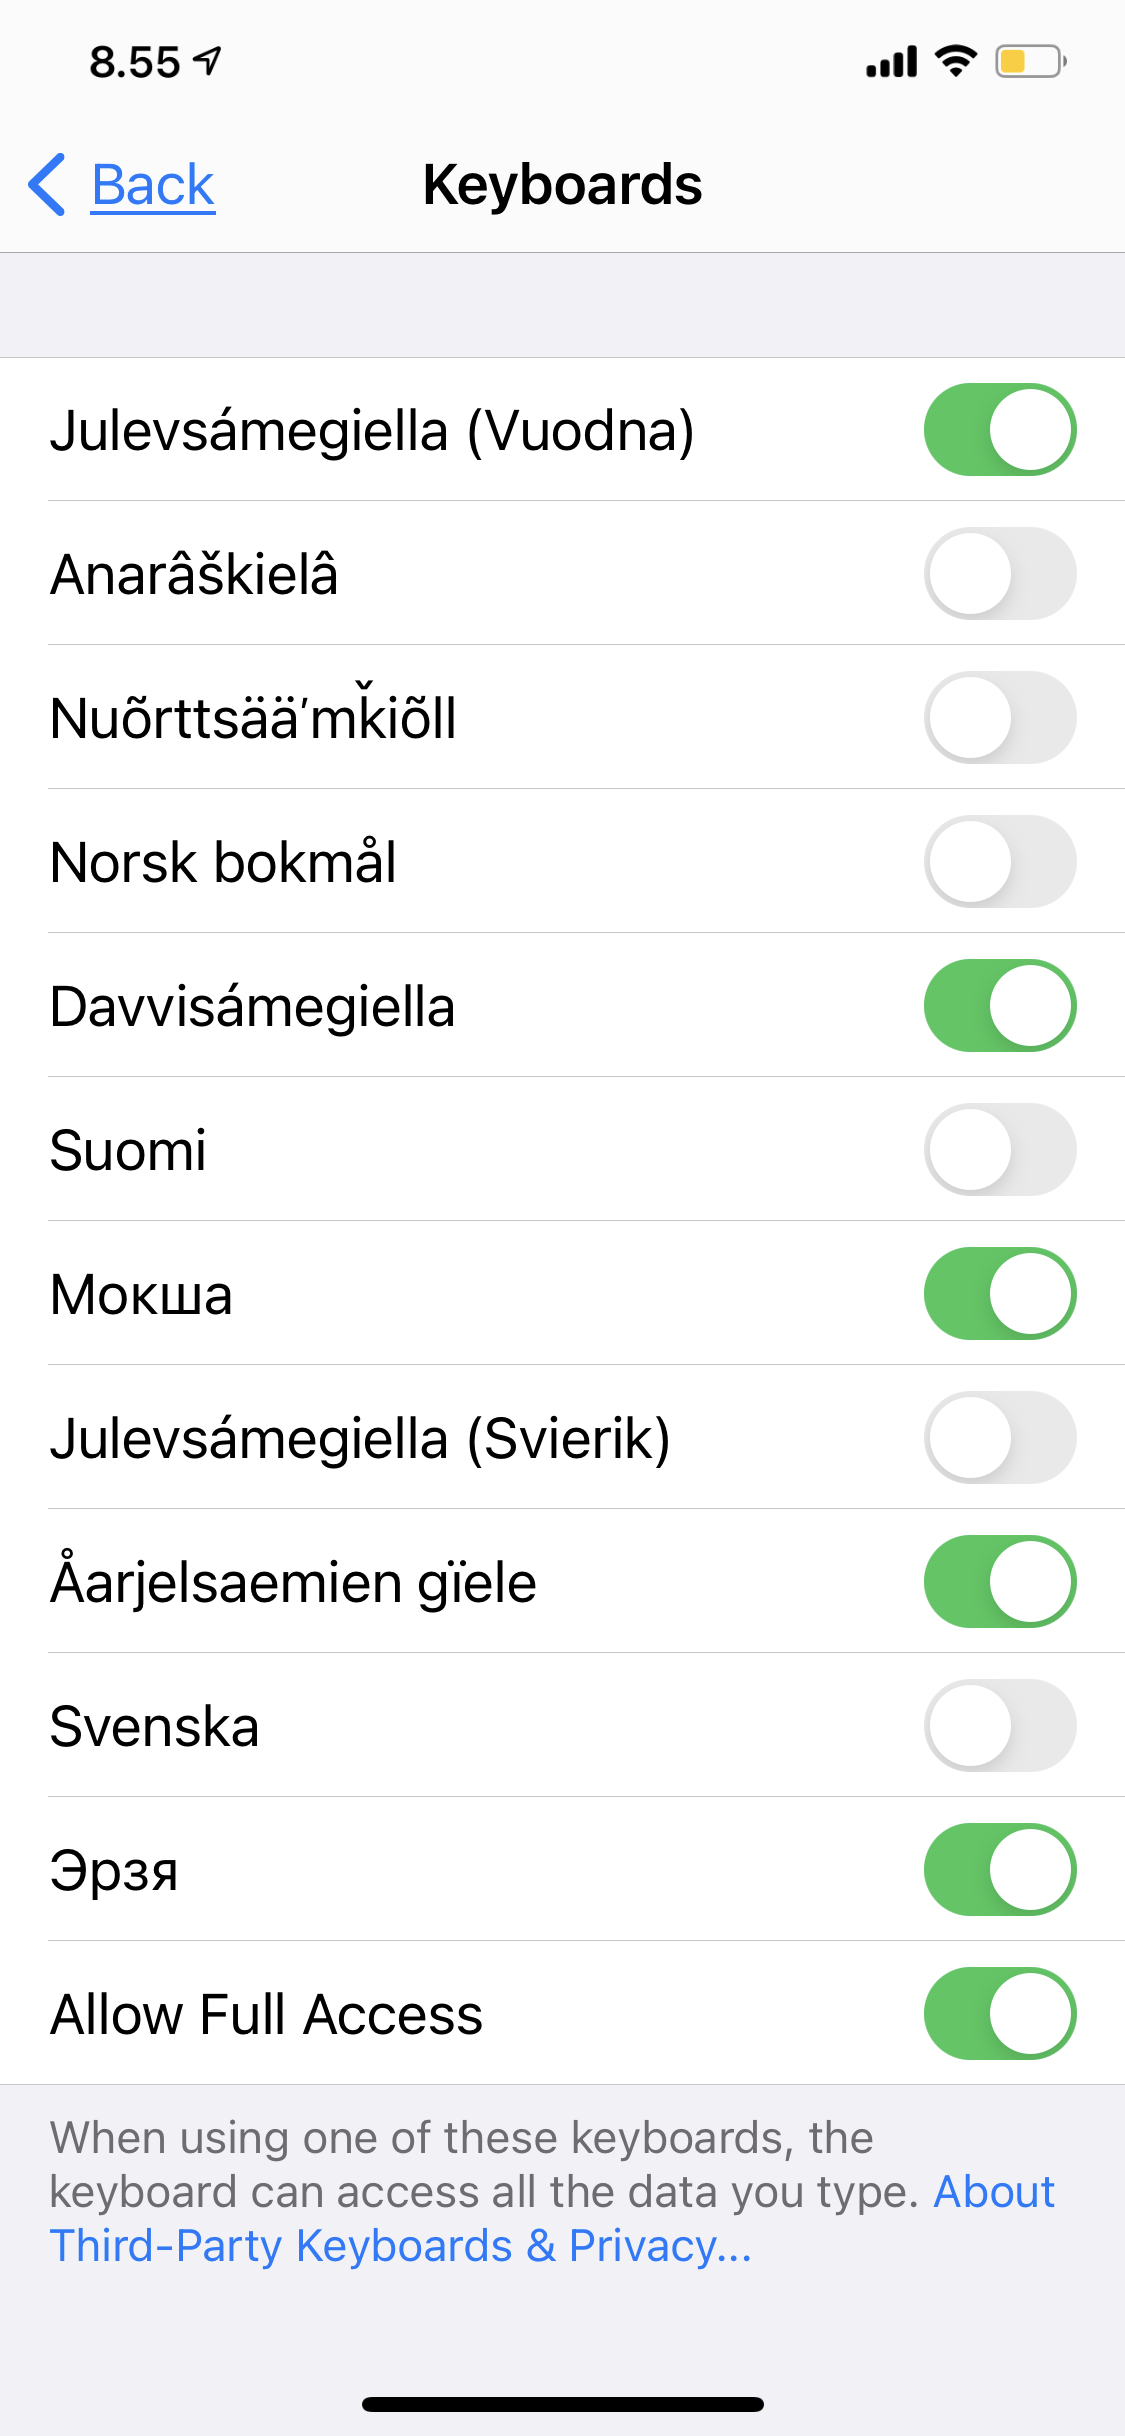 8.55
Back
Keyboards
Julevsámegiella (Vuodna)
Anarâškielâ
Nuõrttsääʹmǩiõll
Norsk bokmål
Davvisámegiella
Suomi
Мокша
Julevsámegiella (Svierik)
Åarjelsaemien gïele
Svenska
Эрзя
Allow Full Access
When using one of these keyboards, the
keyboard can access all the data you type. About
Third-Party Keyboards & Privacy...